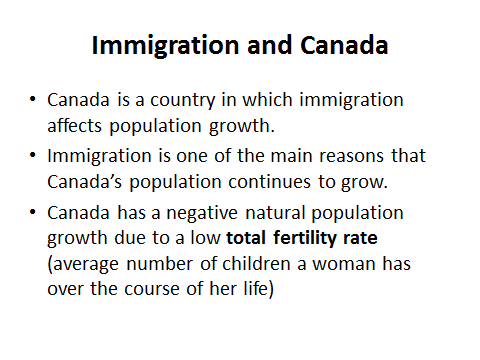 Immigration and Canada
• Canada is a country in which immigration
affects population growth.
• Immigration is one of the main reasons that
Canada’s population continues to grow.
• Canada has a negative natural population
growth due to a low total fertility rate
(average number of children a woman has
over the course of her life)